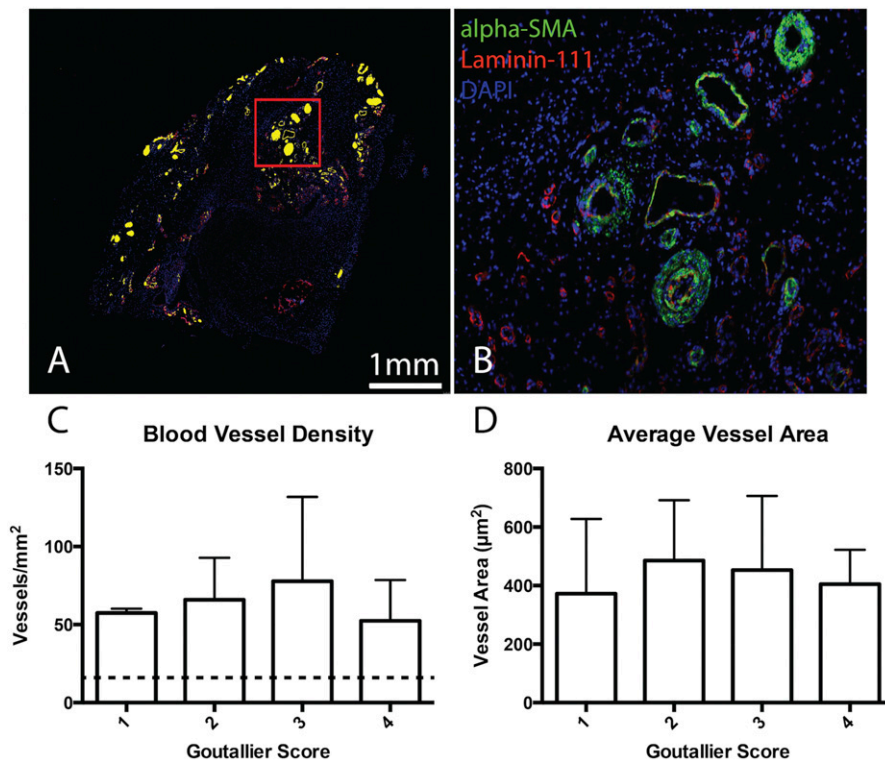 alpha-SMA
Laminin-111
DAPI
A
1mm
B
C
Blood Vessel Density
Vessels/mm²
150
100
50
0
1
2
3
4
Goutallier Score
D
Average Vessel Area
Vessel Area (µm²)
800
600
400
200
0
1
2
3
4
Goutallier Score